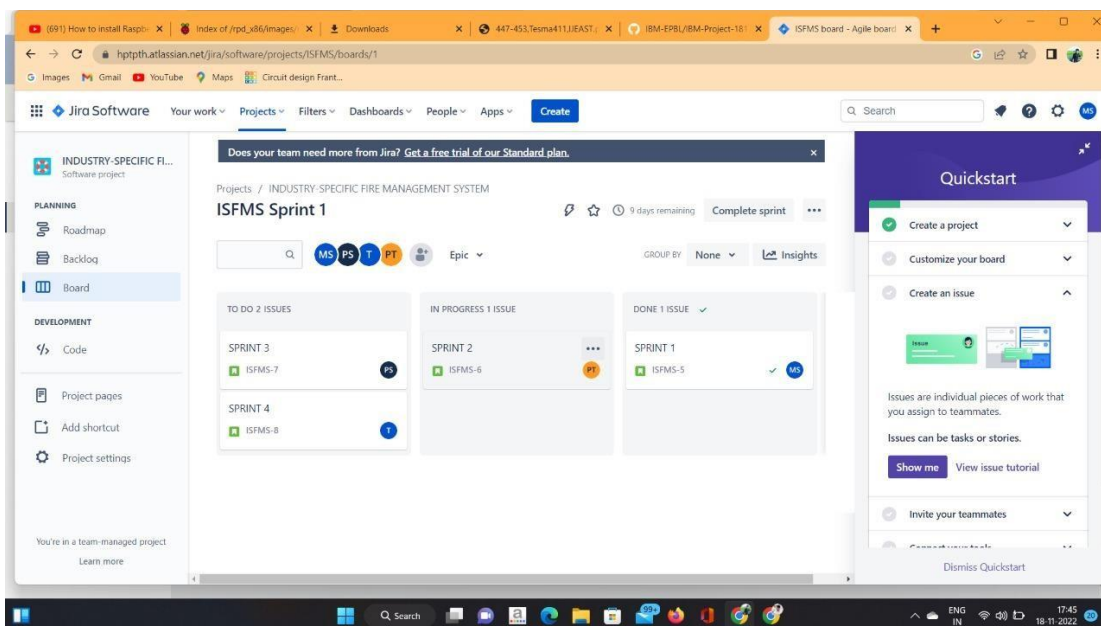 (691) How to install Raspb
Index of /rpd_x86/images/
Downloads
447-453,Tesma411,IJEAST.p
IBM-EPBL/IBM-Project-181
ISFMS board - Agile board
hptpth.atlassian.net/jira/software/projects/ISFMS/boards/1
Images
Gmail
YouTube
Maps
Circuit design Frant...
Jira Software
Your work
Projects
Filters
Dashboards
People
Apps
Create
Search
MS
INDUSTRY-SPECIFIC FI...
Software project
PLANNING
Roadmap
Backlog
Board
DEVELOPMENT
Code
Project pages
Add shortcut
Project settings
You're in a team-managed project
Learn more
Does your team need more from Jira? Get a free trial of our Standard plan.
Projects / INDUSTRY-SPECIFIC FIRE MANAGEMENT SYSTEM
ISFMS Sprint 1
9 days remaining
Complete sprint
MS PS T PT
Epic
GROUP BY
None
Insights
TO DO 2 ISSUES
SPRINT 3
ISFMS-7
PS
SPRINT 4
ISFMS-8
T
IN PROGRESS 1 ISSUE
SPRINT 2
ISFMS-6
PT
DONE 1 ISSUE
SPRINT 1
ISFMS-5
MS
Quickstart
Create a project
Customize your board
Create an issue
Issue
Issues are individual pieces of work that
you assign to teammates.
Issues can be tasks or stories.
Show me
View issue tutorial
Invite your teammates
Connect your tools
Dismiss Quickstart
Search
99+
ENG
IN
17:45
18-11-2022
20